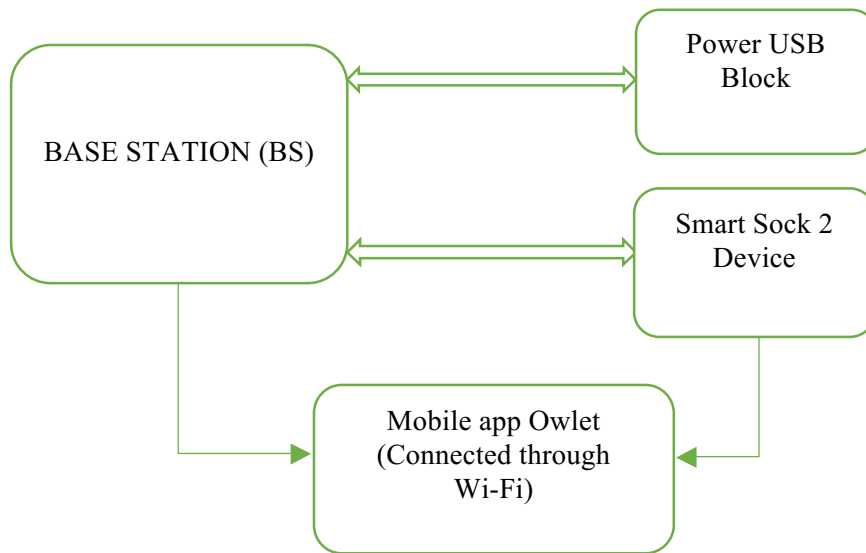 Power USB
Block
BASE STATION (BS)
Smart Sock 2
Device
Mobile app Owlet
(Connected through
Wi-Fi)